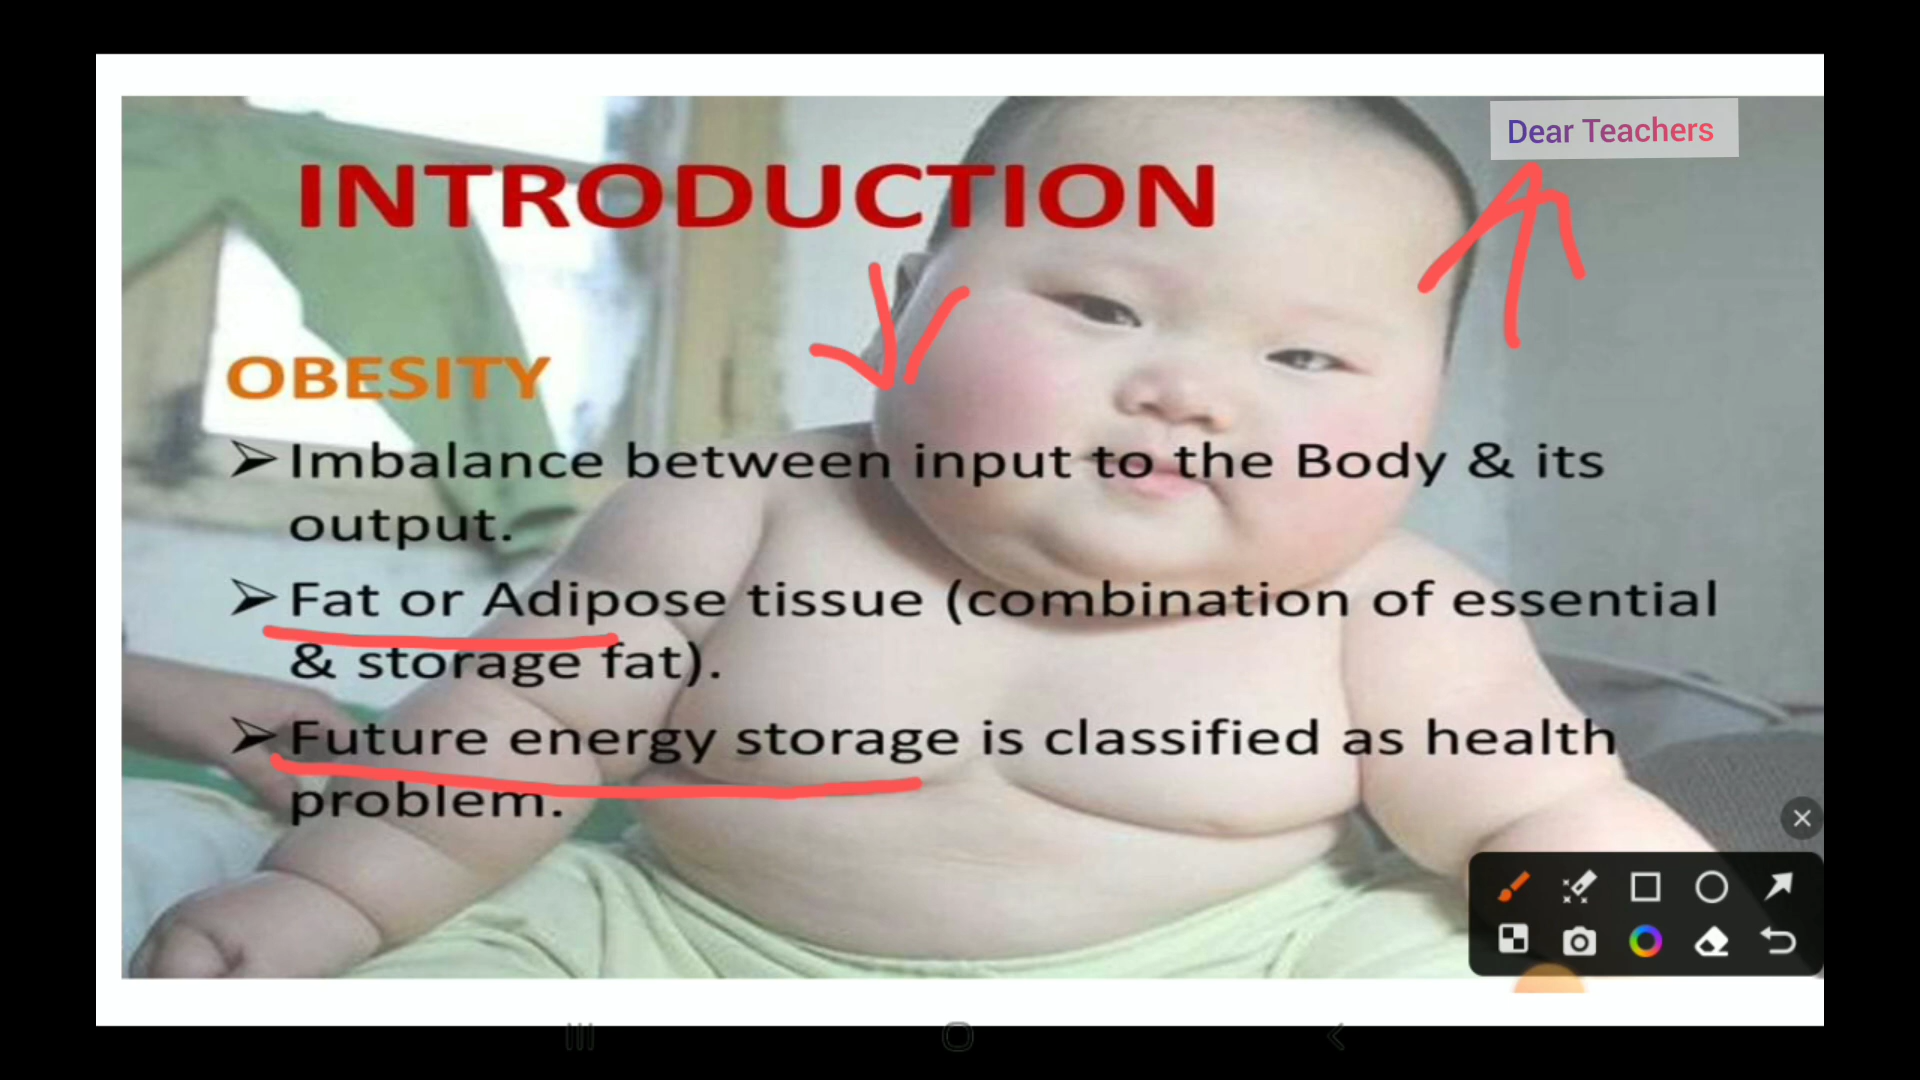 Dear Teachers
INTRODUCTION
OBESITY
➢Imbalance between input to the Body & its
output.
➢Fat or Adipose tissue (combination of essential
& storage fat).
➢Future energy storage is classified as health
problem.